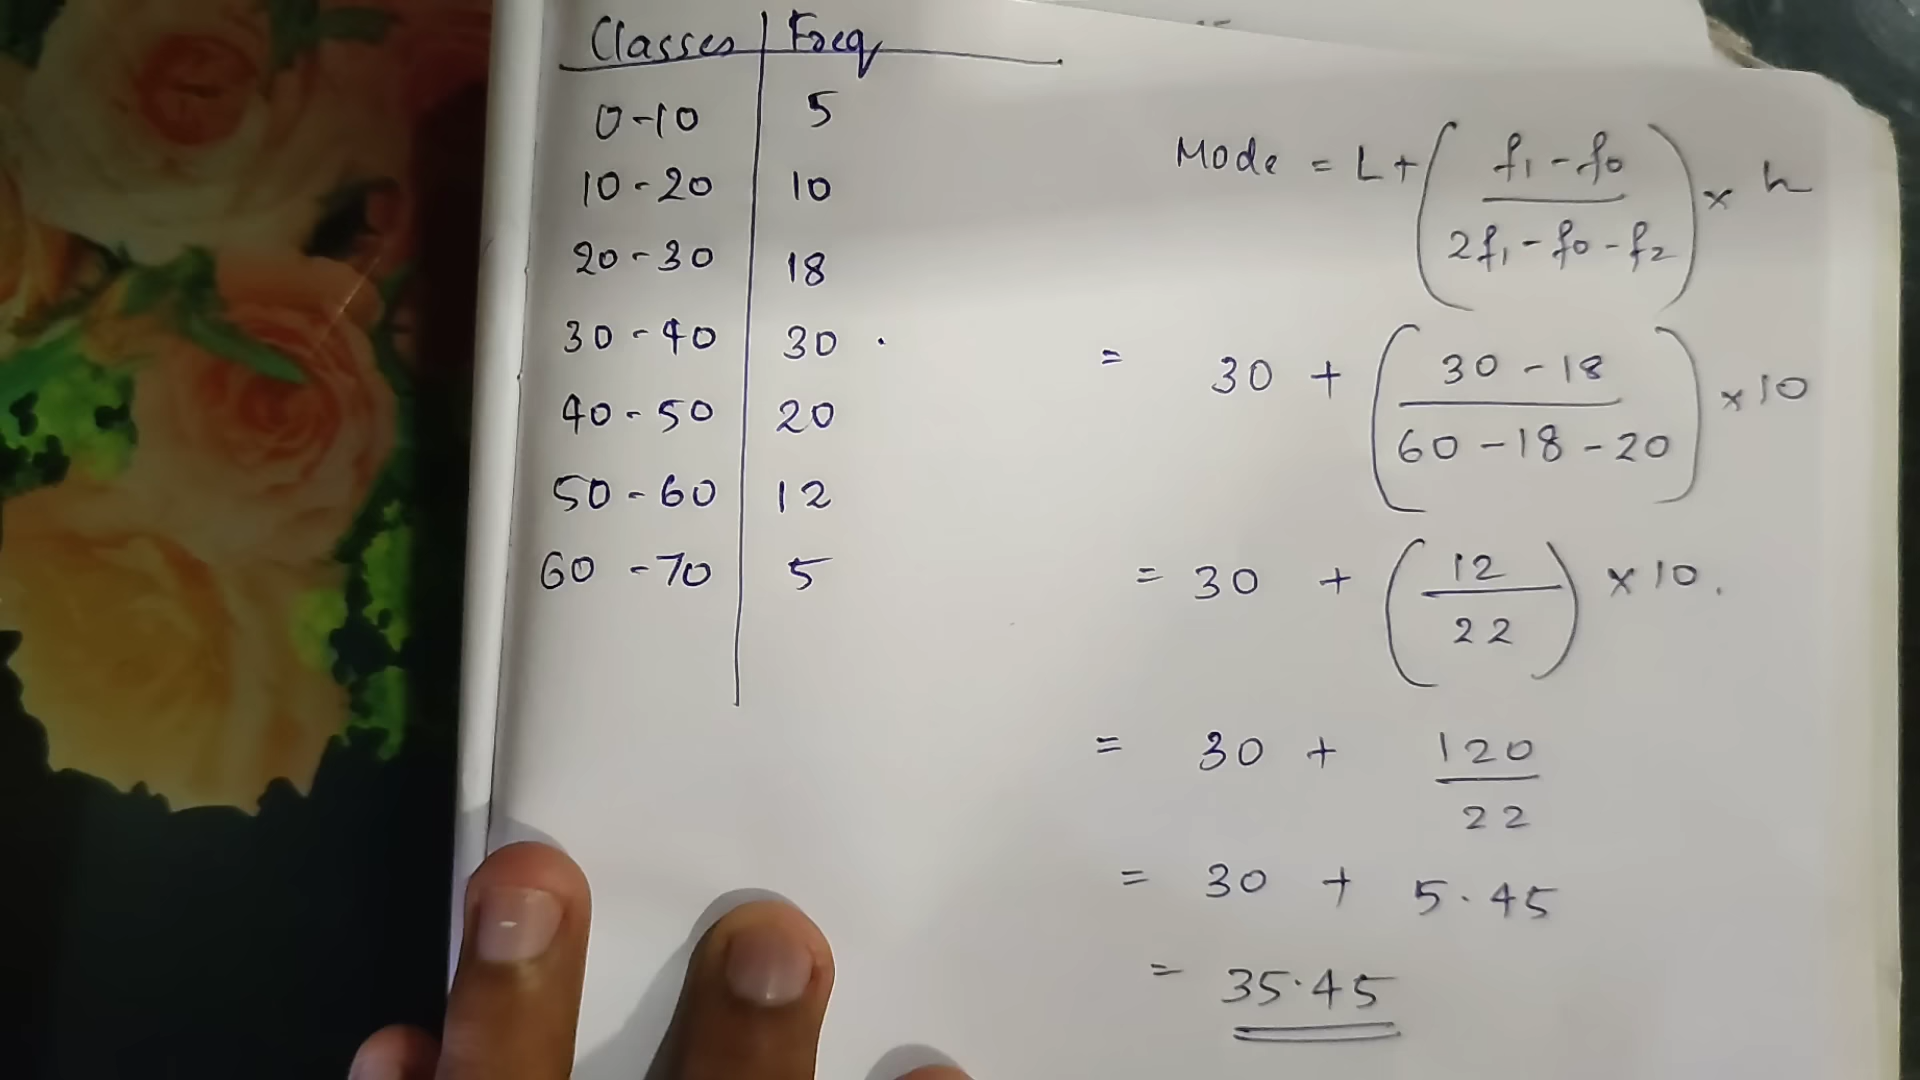 Classes | Freq
0-10 | 5
10-20 | 10
20-30 | 18
30-40 | 30 .
40-50 | 20
50-60 | 12
60-70 | 5
Mode = L + ( f₁ - f₀ / 2f₁ - f₀ - f₂ ) × h
= 30 + ( 30 - 18 / 60 - 18 - 20 ) × 10
= 30 + ( 12 / 22 ) × 10.
= 30 + 120 / 22
= 30 + 5.45
= 35.45